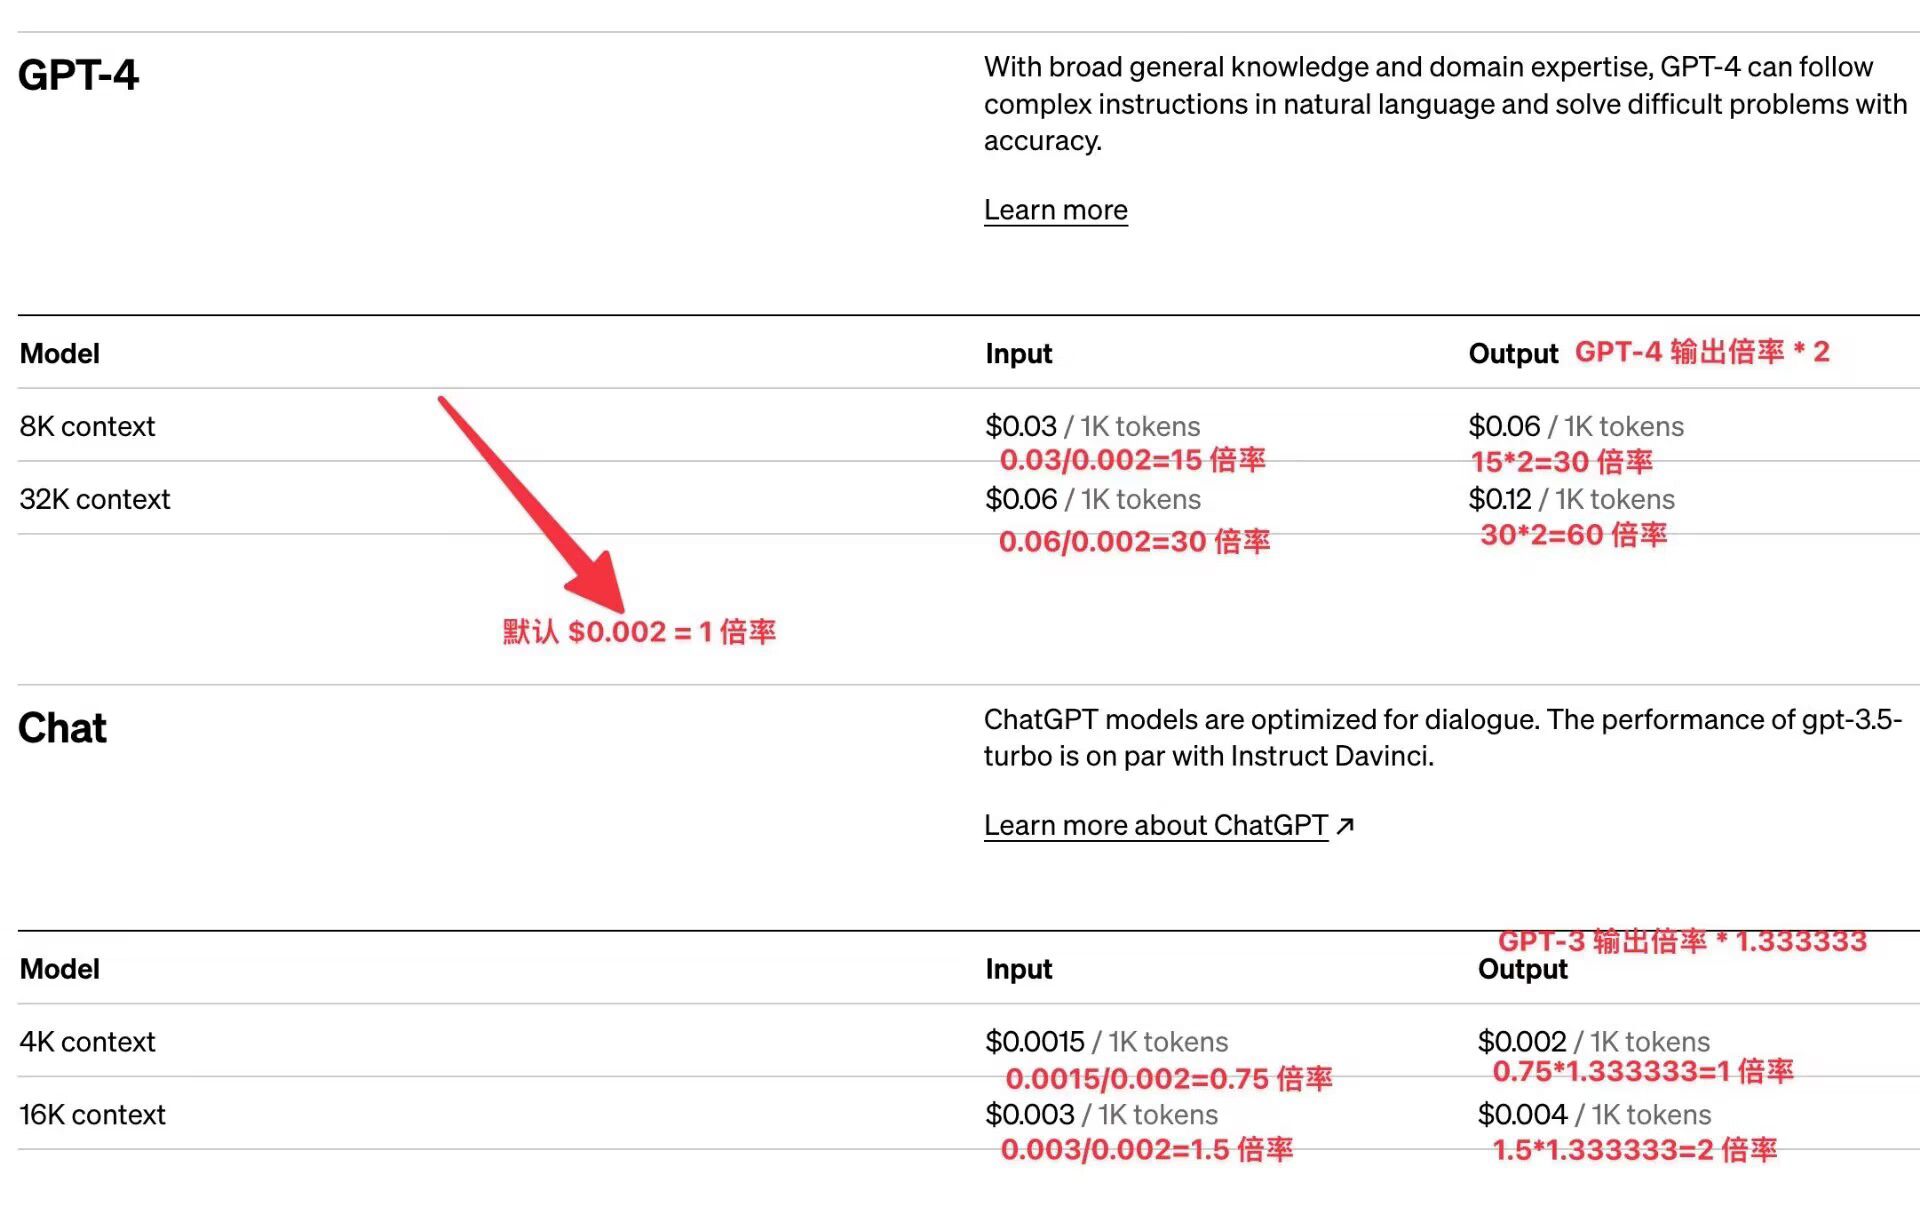 GPT-4
With broad general knowledge and domain expertise, GPT-4 can follow
complex instructions in natural language and solve difficult problems with
accuracy.
Learn more
Model Input Output GPT-4 输出倍率 * 2
8K context $0.03 / 1K tokens $0.06 / 1K tokens
0.03/0.002=15 倍率 15*2=30 倍率
32K context $0.06 / 1K tokens $0.12 / 1K tokens
0.06/0.002=30 倍率 30*2=60 倍率
默认 $0.002 = 1 倍率
Chat
ChatGPT models are optimized for dialogue. The performance of gpt-3.5-
turbo is on par with Instruct Davinci.
Learn more about ChatGPT ↗
GPT-3 输出倍率 * 1.333333
Model Input Output
4K context $0.0015 / 1K tokens $0.002 / 1K tokens
0.0015/0.002=0.75 倍率 0.75*1.333333=1 倍率
16K context $0.003 / 1K tokens $0.004 / 1K tokens
0.003/0.002=1.5 倍率 1.5*1.333333=2 倍率